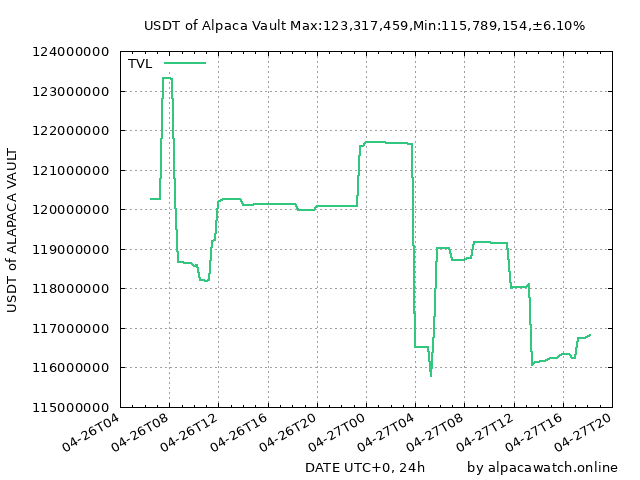 USDT of Alpaca Vault Max:123,317,459,Min:115,789,154,±6.10%
TVL
124000000
123000000
122000000
121000000
120000000
119000000
118000000
117000000
116000000
115000000
USDT of ALAPACA VAULT
04-26T04
04-26T08
04-26T12
04-26T16
04-26T20
04-27T00
04-27T04
04-27T08
04-27T12
04-27T16
04-27T20
DATE UTC+0, 24h
by alpacawatch.online